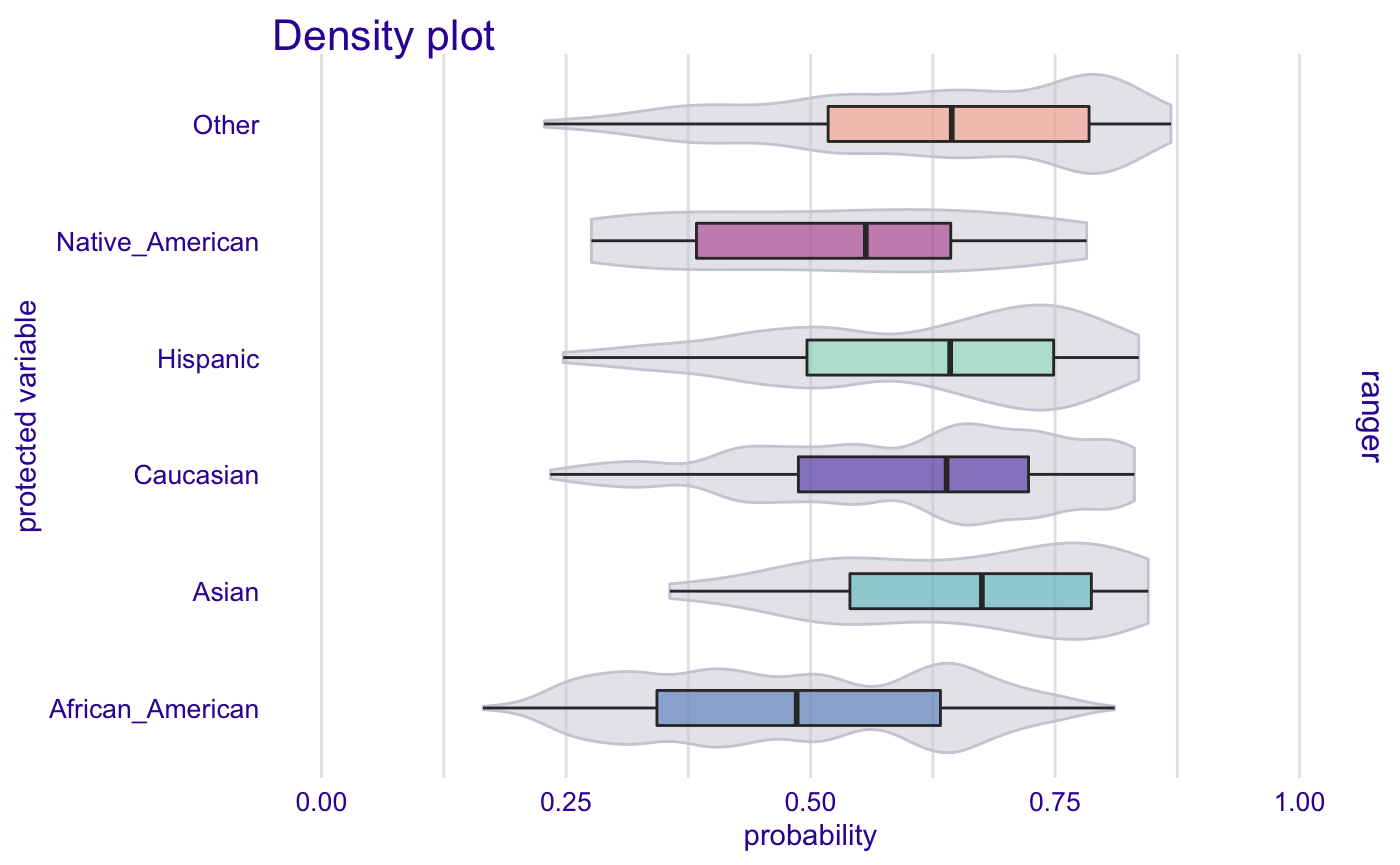 Density plot
Other
Native_American
Hispanic
Caucasian
Asian
African_American
protected variable
ranger
0.00 0.25 0.50 0.75 1.00
probability